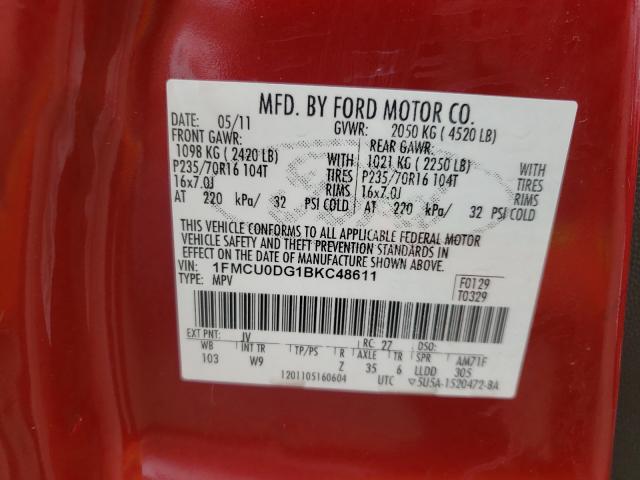 MFD. BY FORD MOTOR CO.
DATE: 05/11 GVWR: 2050 KG ( 4520 LB)
FRONT GAWR: REAR GAWR:
1098 KG ( 2420 LB) WITH 1021 KG ( 2250 LB) WITH
P235/70R16 104T TIRES P235/70R16 104T TIRES
16x7.0J RIMS 16x7.0J RIMS
AT 220 kPa/ 32 PSI COLD AT 220 kPa/ 32 PSI COLD
THIS VEHICLE CONFORMS TO ALL APPLICABLE FEDERAL MOTOR
VEHICLE SAFETY AND THEFT PREVENTION STANDARDS IN
EFFECT ON THE DATE OF MANUFACTURE SHOWN ABOVE.
VIN: 1FMCU0DG1BKC48611 F0129
TYPE: MPV T0329
EXT PNT: JV RC: 27 DSO:
WB INT TR TP/PS R AXLE TR SPR AM71F
103 W9 Z 35 6 LLDD 305
1201105160604 UTC 5U5A-1520472-BA